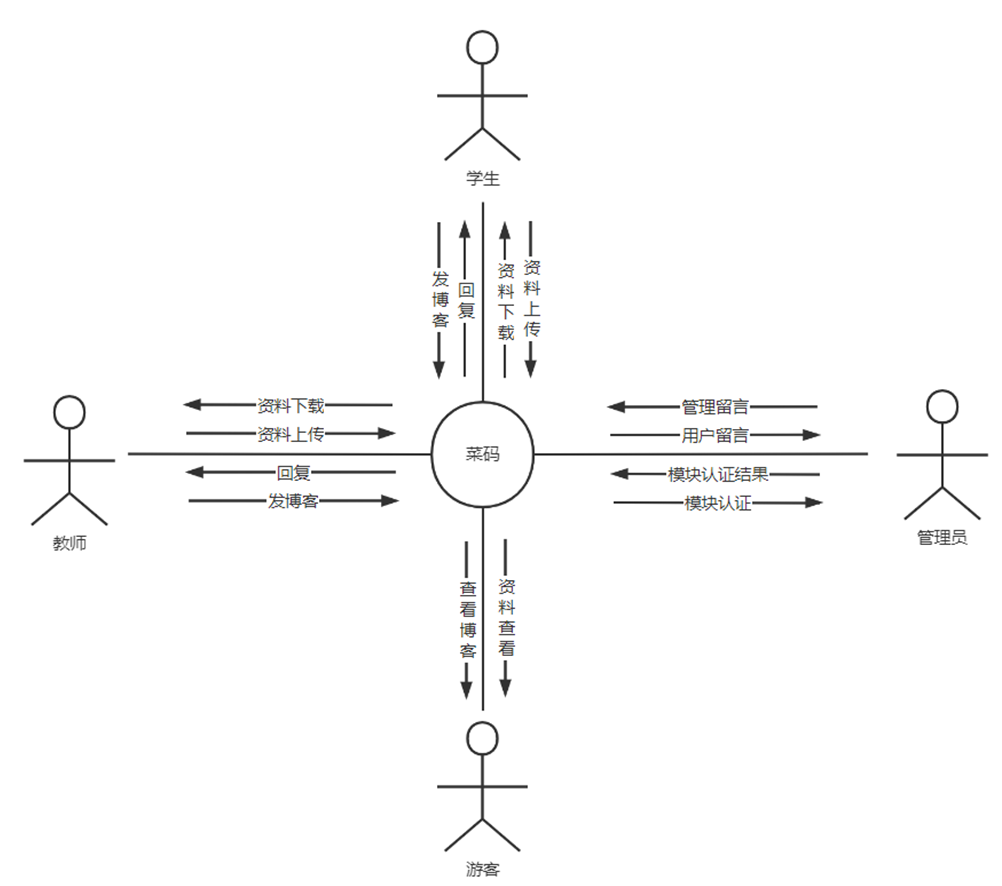 学生
发博客
回复
资料下载
资料上传
资料下载
资料上传
回复
发博客
教师
菜码
管理留言
用户留言
模块认证结果
模块认证
管理员
查看博客
资料查看
游客